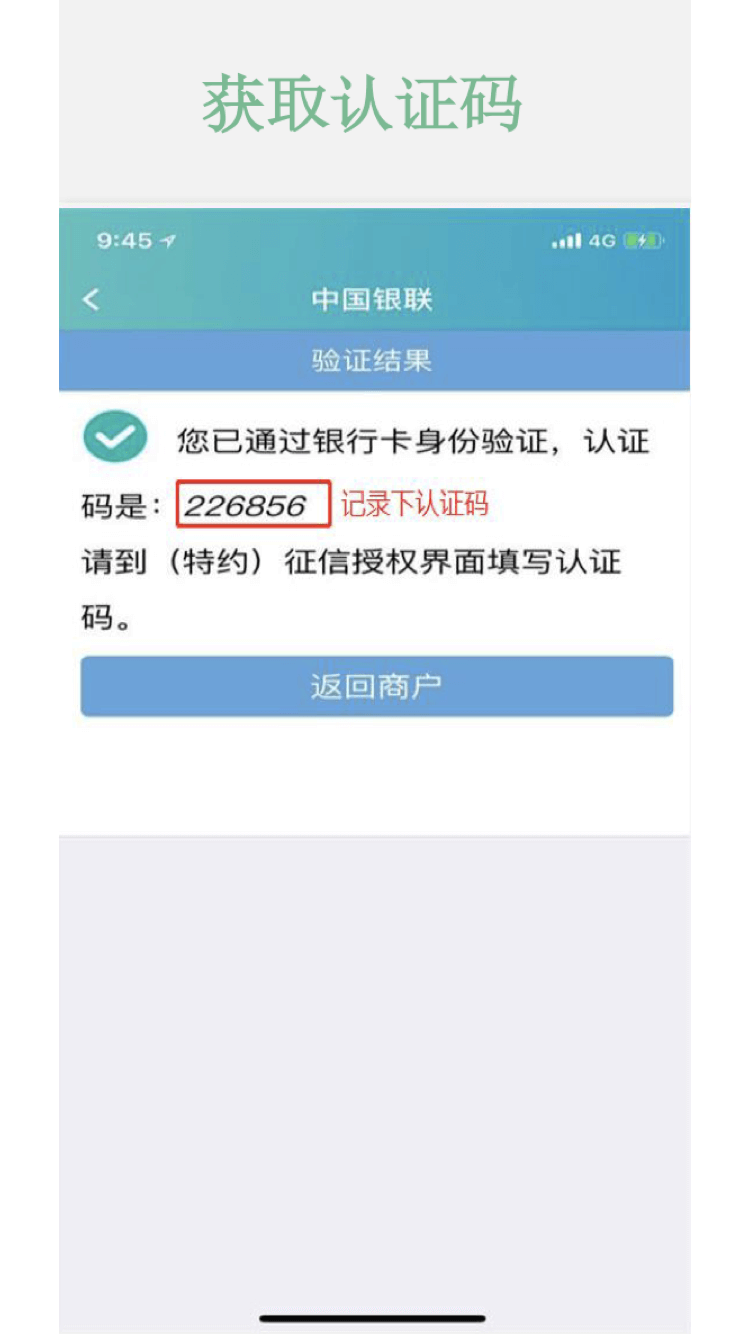 获取认证码
9:45
4G
中国银联
验证结果
您已通过银行卡身份验证，认证
码是：226856 记录下认证码
请到（特约）征信授权界面填写认证
码。
返回商户